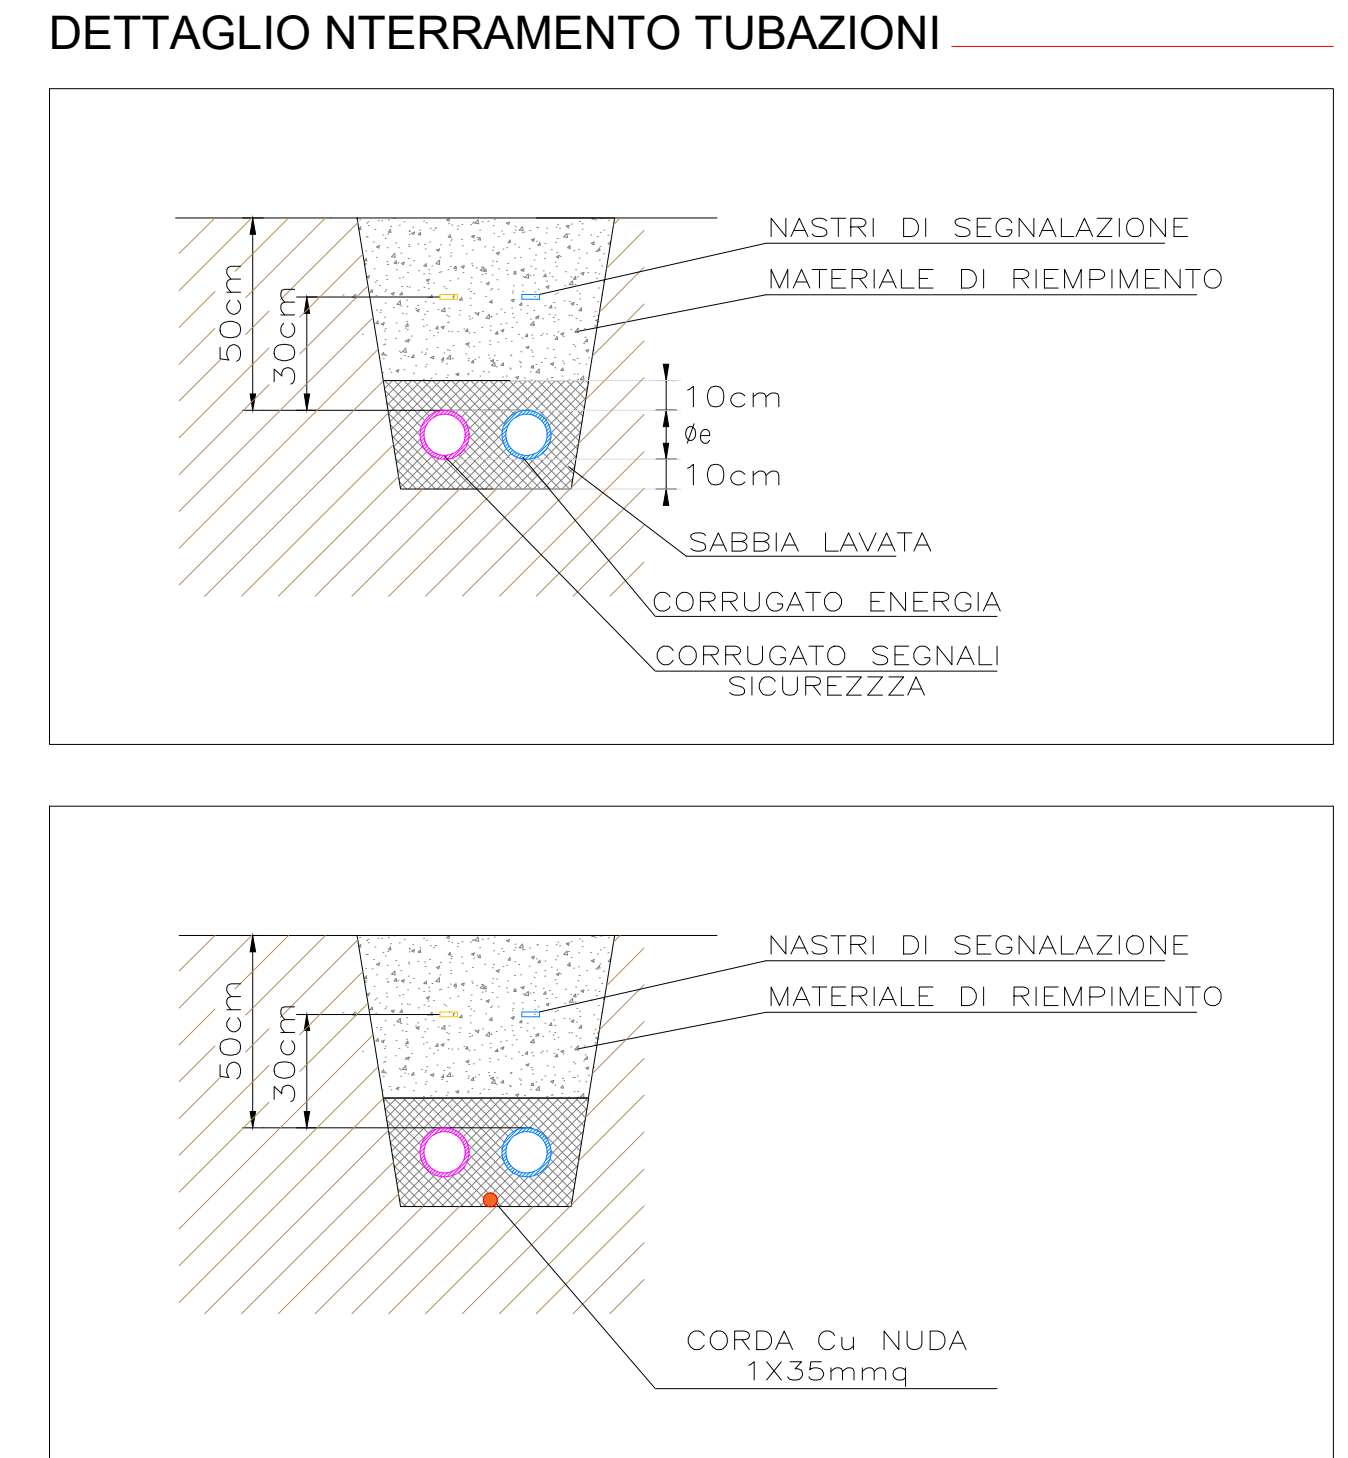 DETTAGLIO NTERRAMENTO TUBAZIONI
NASTRI DI SEGNALAZIONE
MATERIALE DI RIEMPIMENTO
50cm
30cm
10cm
Øe
10cm
SABBIA LAVATA
CORRUGATO ENERGIA
CORRUGATO SEGNALI
SICUREZZZA
NASTRI DI SEGNALAZIONE
MATERIALE DI RIEMPIMENTO
50cm
30cm
CORDA Cu NUDA
1X35mmq